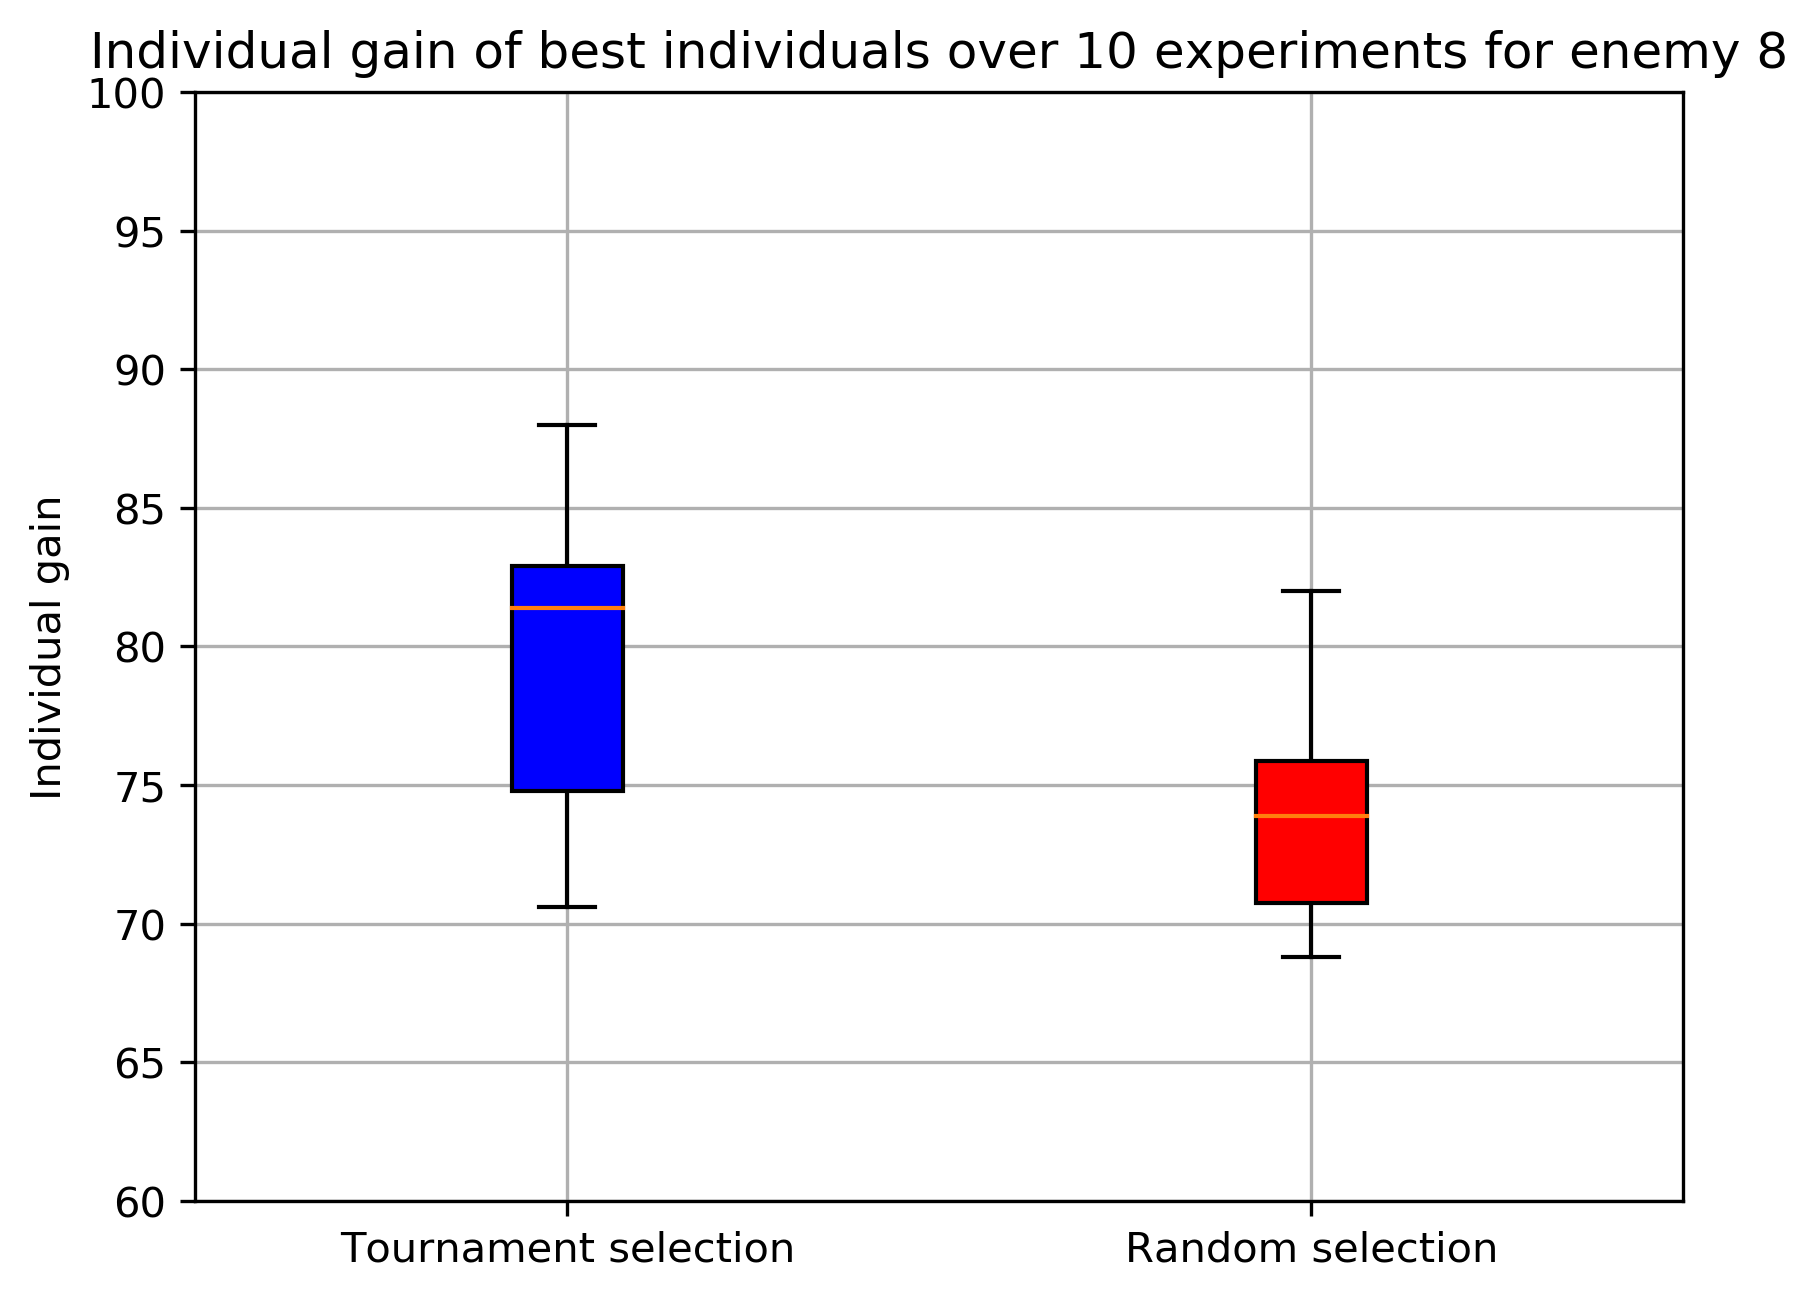 Individual gain of best individuals over 10 experiments for enemy 8
100
95
90
85
80
75
70
65
60
Individual gain
Tournament selection
Random selection